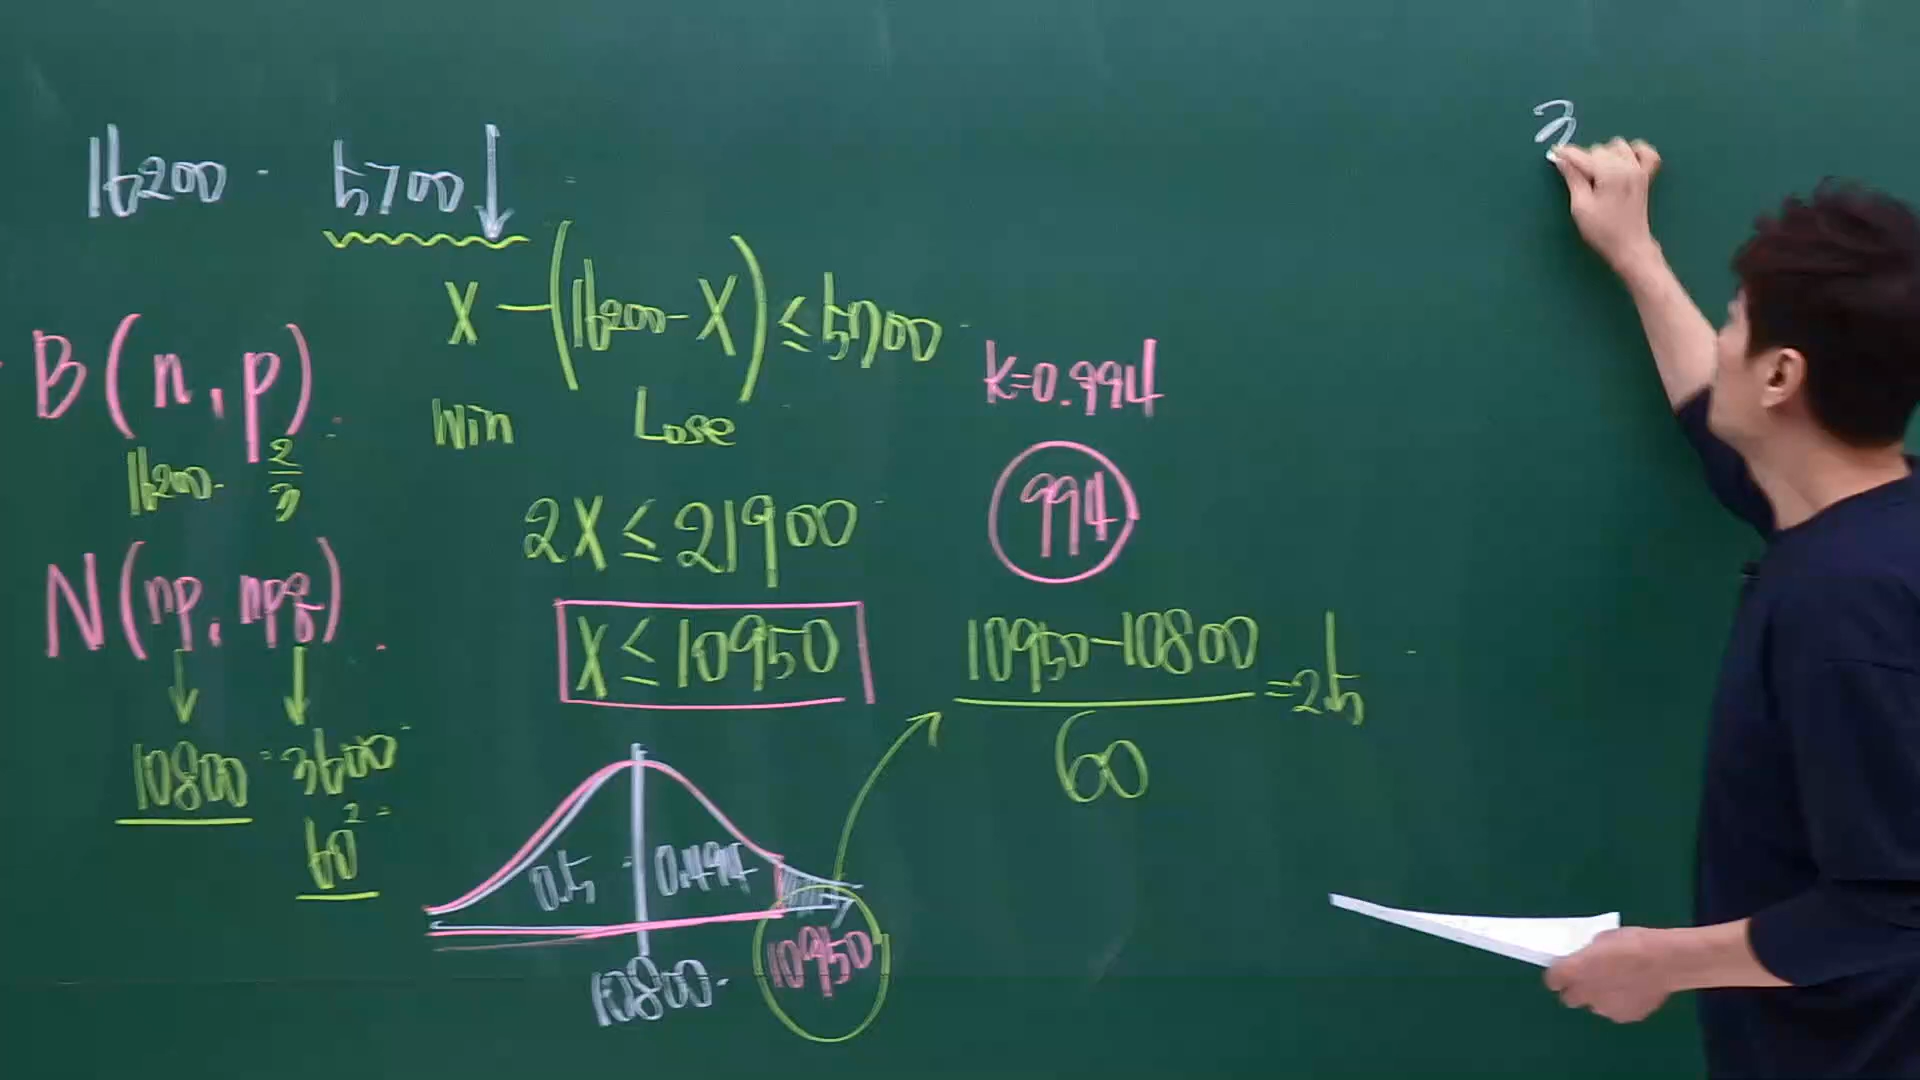 16200 5700↓
X-(16200-X)≤5700
Win Lose
B(n,p)
16200 2/3
2X≤21900
N(np,npq)
X≤10950
10800 3600
60²
0.5 0.494
10800 10950
k=0.994
994
10950-10800/60=2.5
3